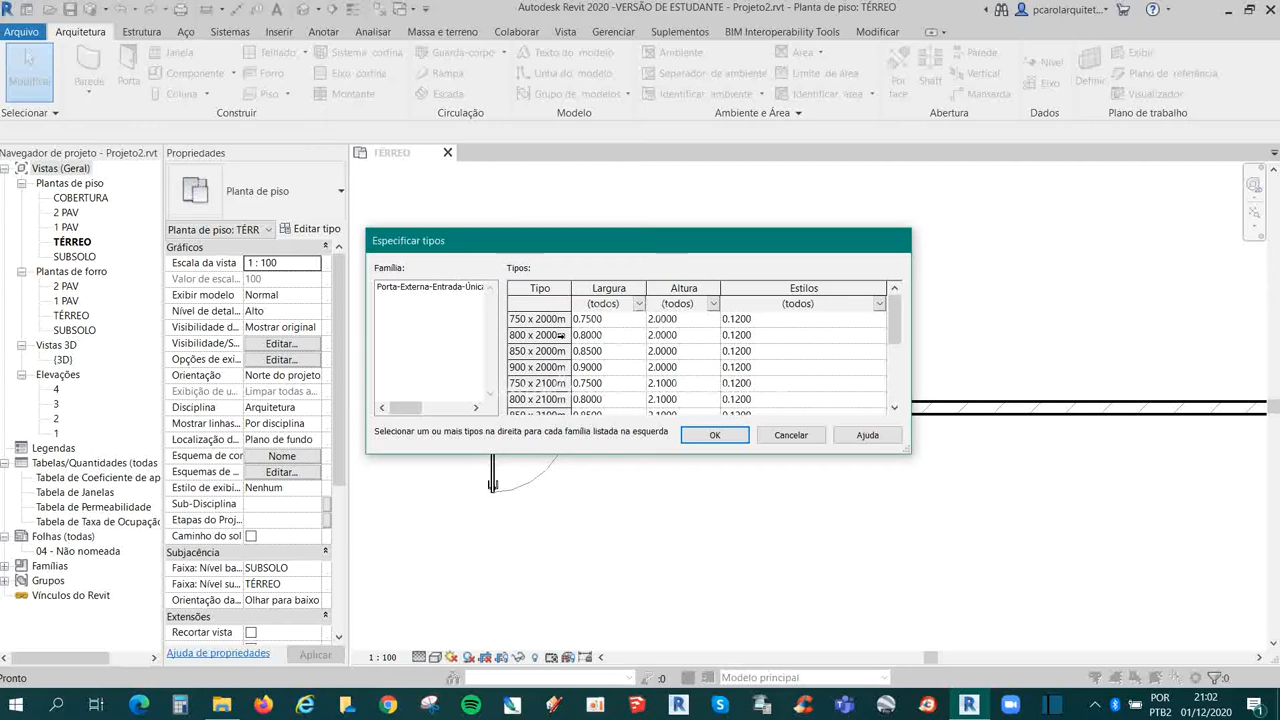 Autodesk Revit 2020 -VERSÃO DE ESTUDANTE - Projeto2.rvt - Planta de piso: TÉRREO
pcarolarquitet...
Arquivo Arquitetura Estrutura Aço Sistemas Inserir Anotar Analisar Massa e terreno Colaborar Vista Gerenciar Suplementos BIM Interoperability Tools Modificar
Modificar
Parede
Porta
Janela
Componente
Coluna
Telhado
Forro
Piso
Sistema cortina
Eixo cortina
Montante
Guarda-corpo
Rampa
Escada
Texto do modelo
Linha do modelo
Grupo de modelos
Ambiente
Separador de ambiente
Identificar ambiente
Área
Limite de área
Identificar área
Por face
Shaft
Parede
Vertical
Mansarda
Nível
Eixo
Definir
Exibir
Plano de referência
Visualizador
Selecionar Construir Circulação Modelo Ambiente e Área Abertura Dados Plano de trabalho
Navegador de projeto - Projeto2.rvt
Vistas (Geral)
Plantas de piso
COBERTURA
2 PAV
1 PAV
TÉRREO
SUBSOLO
Plantas de forro
2 PAV
1 PAV
TÉRREO
SUBSOLO
Vistas 3D
{3D}
Elevações
4
3
2
1
Legendas
Tabelas/Quantidades (todas
Tabela de Coeficiente de ap
Tabela de Janelas
Tabela de Permeabilidade
Tabela de Taxa de Ocupação
Folhas (todas)
04 - Não nomeada
Famílias
Grupos
Vínculos do Revit
Propriedades
Planta de piso
Planta de piso: TÉRR Editar tipo
Gráficos
Escala da vista 1 : 100
Valor de escal... 100
Exibir modelo Normal
Nível de detal... Alto
Visibilidade d... Mostrar original
Visibilidade/S... Editar...
Opções de exi... Editar...
Orientação Norte do projeto
Exibição de u... Limpar todas a...
Disciplina Arquitetura
Mostrar linhas... Por disciplina
Localização d... Plano de fundo
Esquema de cor Nome
Esquemas de ... Editar...
Estilo de exibi... Nenhum
Sub-Disciplina
Etapas do Proj...
Caminho do sol
Subjacência
Faixa: Nível ba... SUBSOLO
Faixa: Nível su... TÉRREO
Orientação da... Olhar para baixo
Extensões
Recortar vista
Ajuda de propriedades Aplicar
TÉRREO
Especificar tipos
Família: Tipos:
Porta-Externa-Entrada-Única
Tipo Largura Altura Estilos
(todos) (todos) (todos)
750 x 2000m 0.7500 2.0000 0.1200
800 x 2000m 0.8000 2.0000 0.1200
850 x 2000m 0.8500 2.0000 0.1200
900 x 2000m 0.9000 2.0000 0.1200
750 x 2100m 0.7500 2.1000 0.1200
800 x 2100m 0.8000 2.1000 0.1200
850 x 2100m 0.8500 2.1000 0.1200
Selecionar um ou mais tipos na direita para cada família listada na esquerda
OK Cancelar Ajuda
1 : 100
Pronto
:0
Modelo principal
:0
POR
PTB2
21:02
01/12/2020